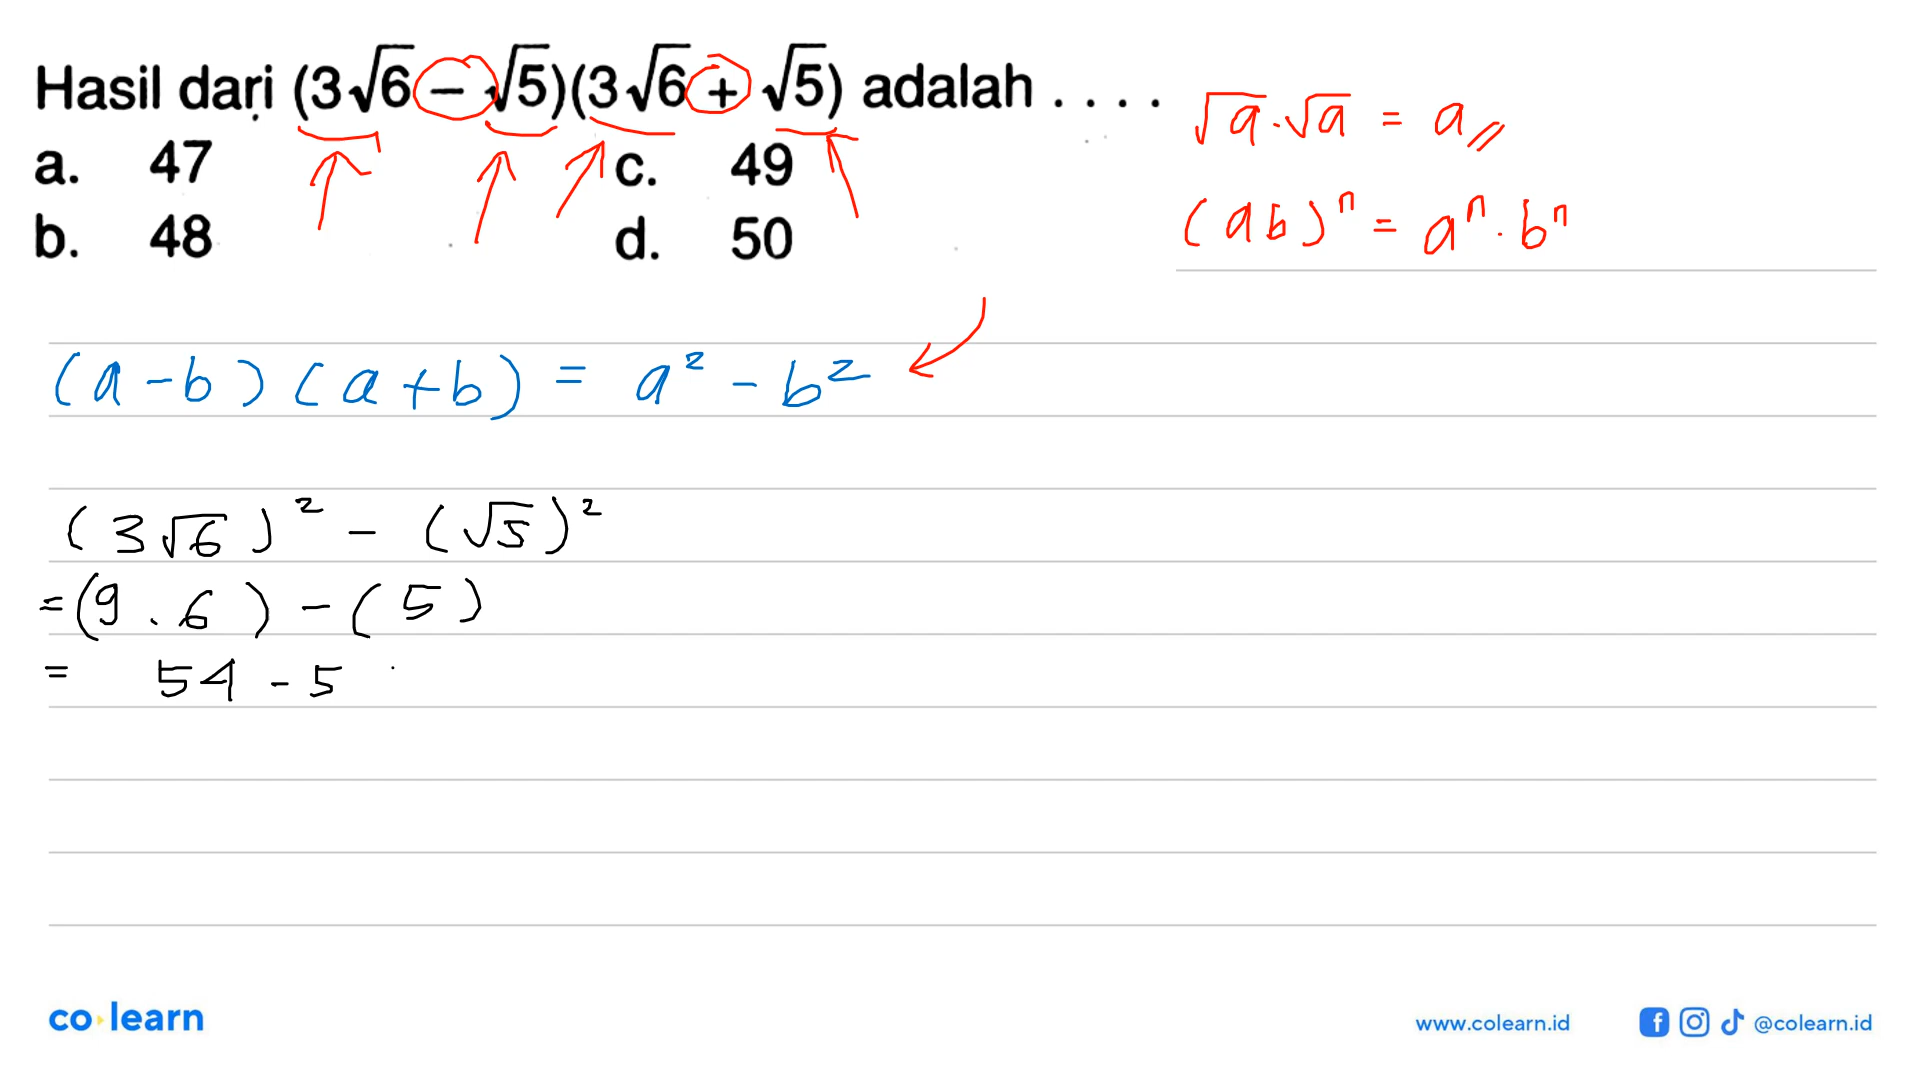 Hasil dari (3√6 – √5)(3√6 + √5) adalah . . . .
a. 47
c. 49
b. 48
d. 50
√a . √a = a
(ab)ⁿ = aⁿ . bⁿ
(a - b) (a + b) = a² - b²
(3√6)² - (√5)²
= (9 . 6) - (5)
= 54 - 5
co learn
www.colearn.id
@colearn.id